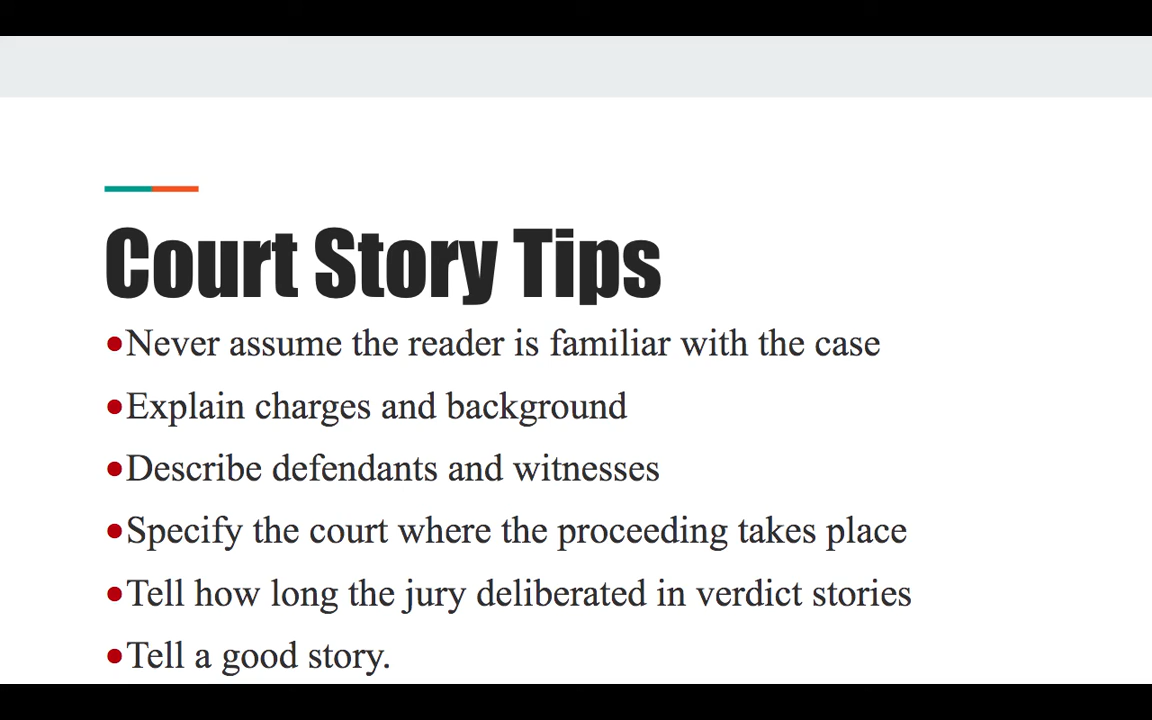 Court Story Tips
•Never assume the reader is familiar with the case
•Explain charges and background
•Describe defendants and witnesses
•Specify the court where the proceeding takes place
•Tell how long the jury deliberated in verdict stories
•Tell a good story.